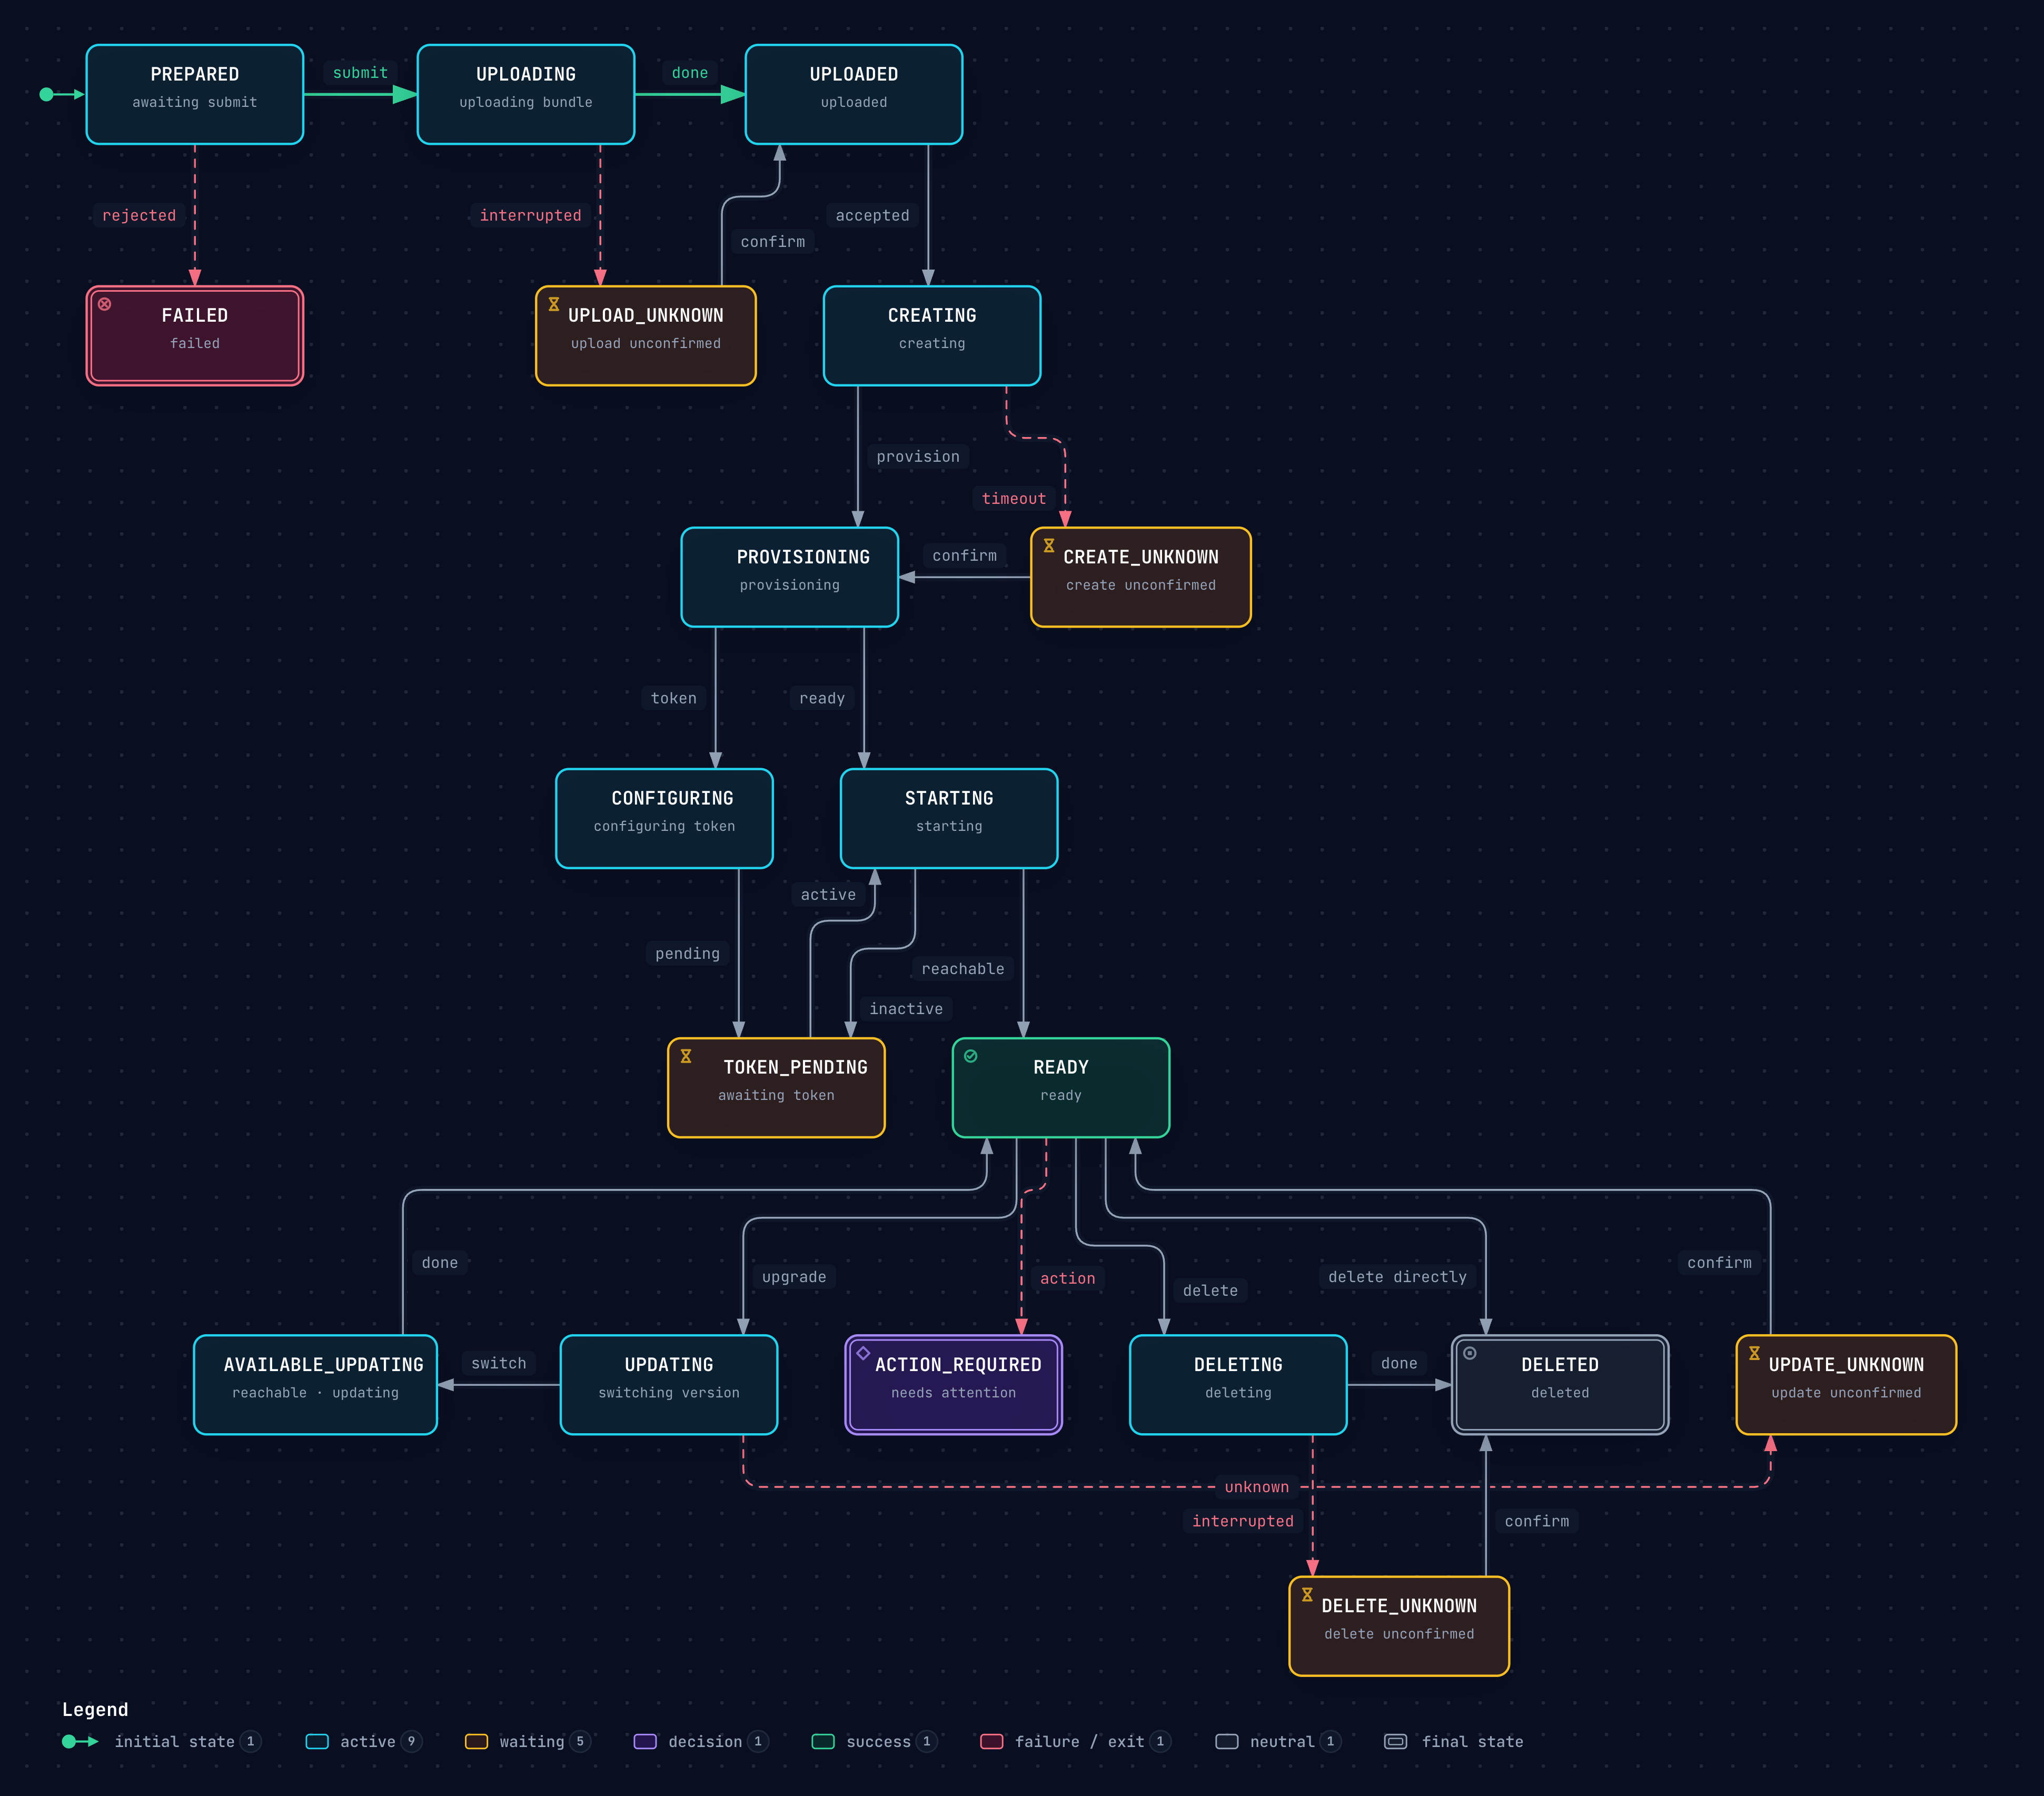 PREPARED
awaiting submit
submit
UPLOADING
uploading bundle
done
UPLOADED
uploaded
rejected
interrupted
confirm
accepted
FAILED
failed
UPLOAD_UNKNOWN
upload unconfirmed
CREATING
creating
provision
timeout
PROVISIONING
provisioning
confirm
CREATE_UNKNOWN
create unconfirmed
token
ready
CONFIGURING
configuring token
STARTING
starting
active
pending
reachable
inactive
TOKEN_PENDING
awaiting token
READY
ready
done
upgrade
action
delete
delete directly
confirm
AVAILABLE_UPDATING
reachable · updating
switch
UPDATING
switching version
ACTION_REQUIRED
needs attention
DELETING
deleting
done
DELETED
deleted
UPDATE_UNKNOWN
update unconfirmed
unknown
interrupted
confirm
DELETE_UNKNOWN
delete unconfirmed
Legend
initial state 1
active 9
waiting 5
decision 1
success 1
failure / exit 1
neutral 1
final state